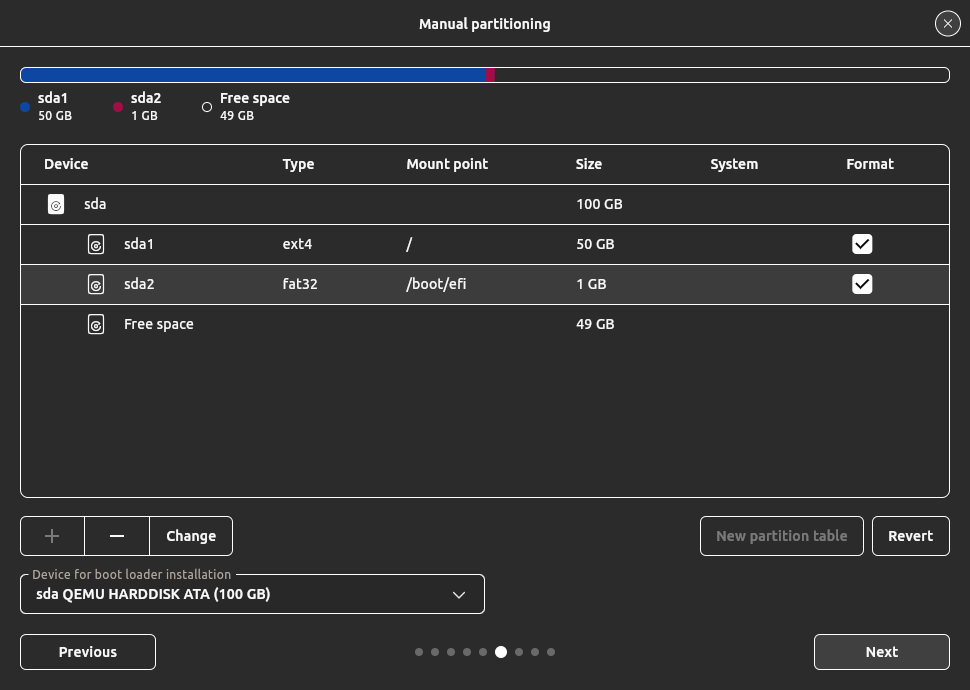 Manual partitioning
sda1 sda2 Free space
50 GB 1 GB 49 GB
Device Type Mount point Size System Format
sda 100 GB
sda1 ext4 / 50 GB
sda2 fat32 /boot/efi 1 GB
Free space 49 GB
Change New partition table Revert
Device for boot loader installation
sda QEMU HARDDISK ATA (100 GB)
Previous Next